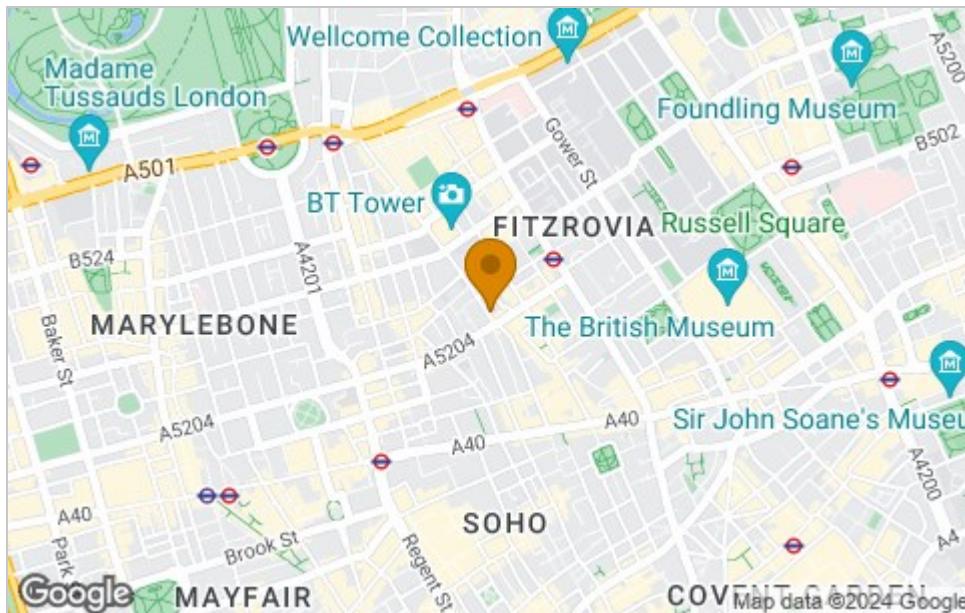 Wellcome Collection
A5200
Madame
Tussauds London
Foundling Museum
A501
Gower St
B502
BT Tower
FITZROVIA
Russell Square
B524
A4201
MARYLEBONE
The British Museum
Baker St
A5204
A5204
Sir John Soane's Museu
A40
A40
A4200
A40
SOHO
Brook St
Regent St
A4
Park
Google
MAYFAIR
COVENT GARDEN
Map data ©2024 Google